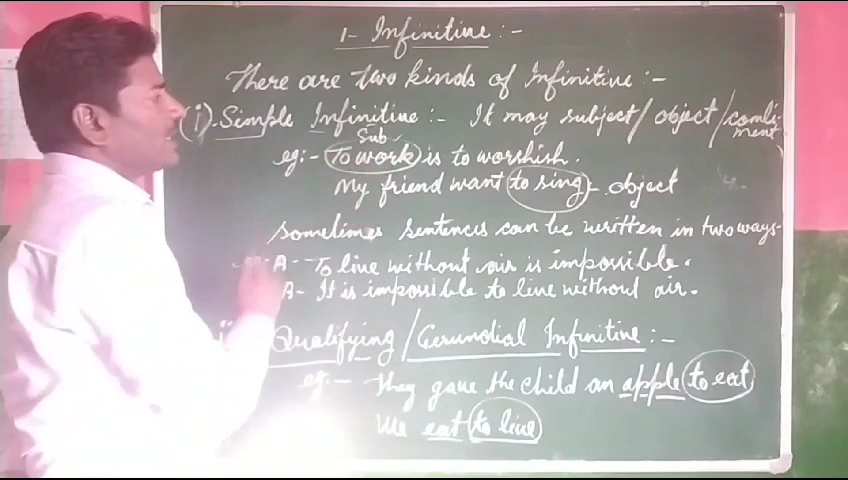 1- Infinitive :-
There are two kinds of Infinitive :-
(i). Simple Infinitive :- It may subject/object/compli-
ment
Sub
eg:- To work is to worship.
My friend want to sing - object
sometimes sentences can be written in two ways-
A- To live without air is impossible.
A- It is impossible to live without air.
Qualifying / Gerundial Infinitive :-
eg:- They gave the child an apple to eat
We eat to live